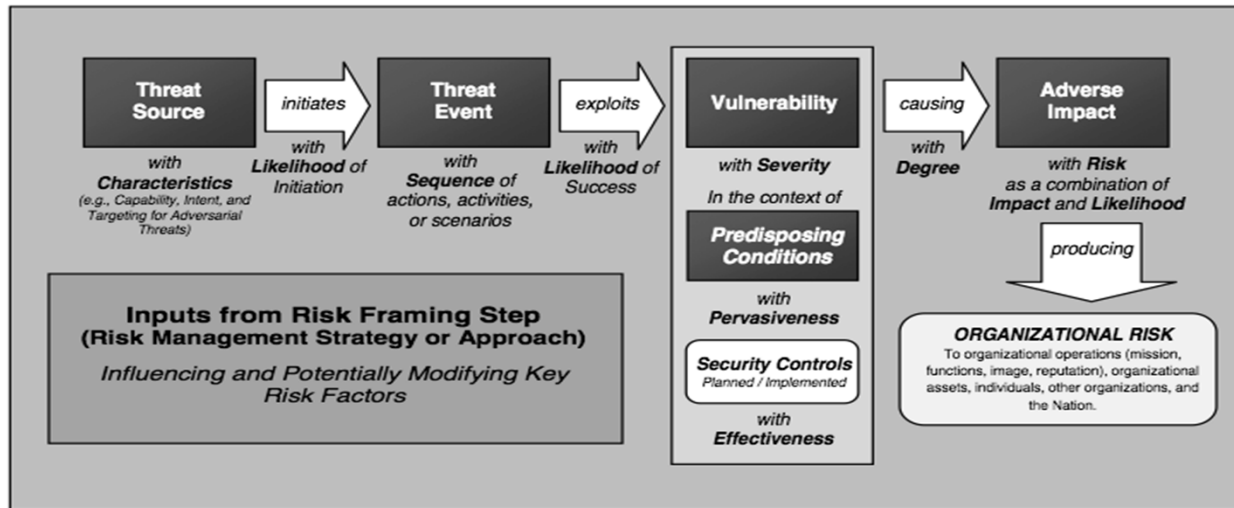 Threat
Source
initiates
Threat
Event
exploits
Vulnerability
causing
Adverse
Impact
with
Characteristics
(e.g., Capability, Intent, and
Targeting for Adversarial
Threats)
with
Likelihood of
Initiation
with
Sequence of
actions, activities,
or scenarios
with
Likelihood of
Success
with Severity
In the context of
Predisposing
Conditions
with
Pervasiveness
Security Controls
Planned / Implemented
with
Effectiveness
with
Degree
with Risk
as a combination of
Impact and Likelihood
producing
ORGANIZATIONAL RISK
To organizational operations (mission,
functions, image, reputation), organizational
assets, individuals, other organizations, and
the Nation.
Inputs from Risk Framing Step
(Risk Management Strategy or Approach)
Influencing and Potentially Modifying Key
Risk Factors